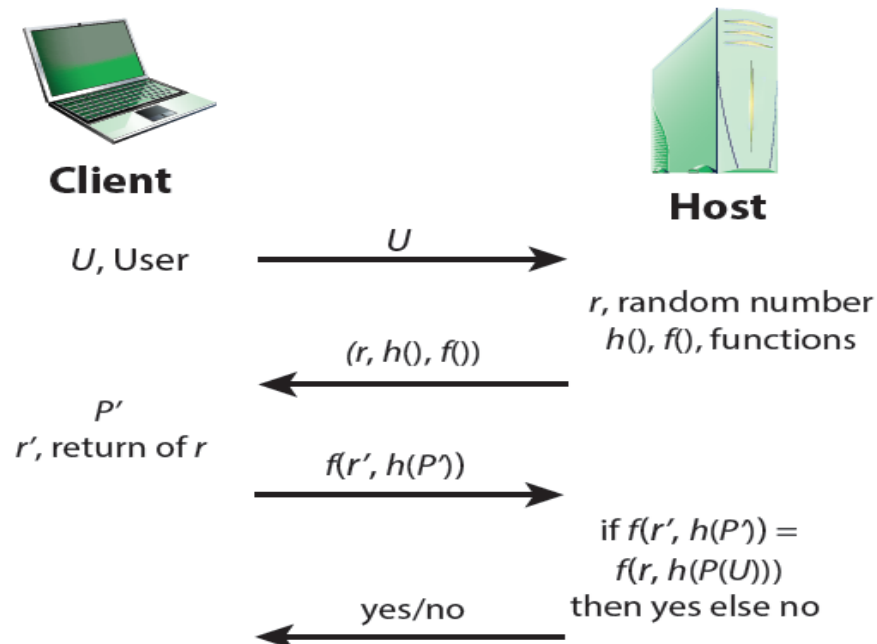 Client
Host
U, User
U
r, random number
h(), f(), functions
(r, h(), f())
P′
r′, return of r
f(r′, h(P′))
if f(r′, h(P′)) =
f(r, h(P(U)))
then yes else no
yes/no